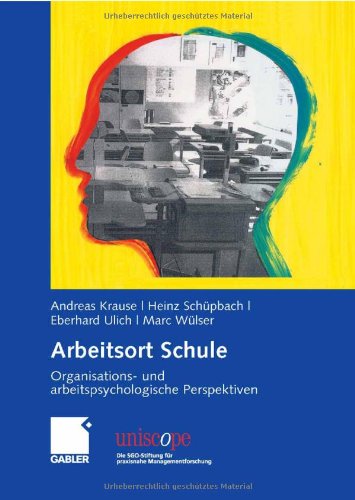 Urheberrechtlich geschütztes Material
Andreas Krause | Heinz Schüpbach |
Eberhard Ulich | Marc Wülser
Arbeitsort Schule
Organisations- und
arbeitspsychologische Perspektiven
GABLER
uniscope
Die SGO-Stiftung für
praxisnahe Managementforschung
Urheberrechtlich geschütztes Material